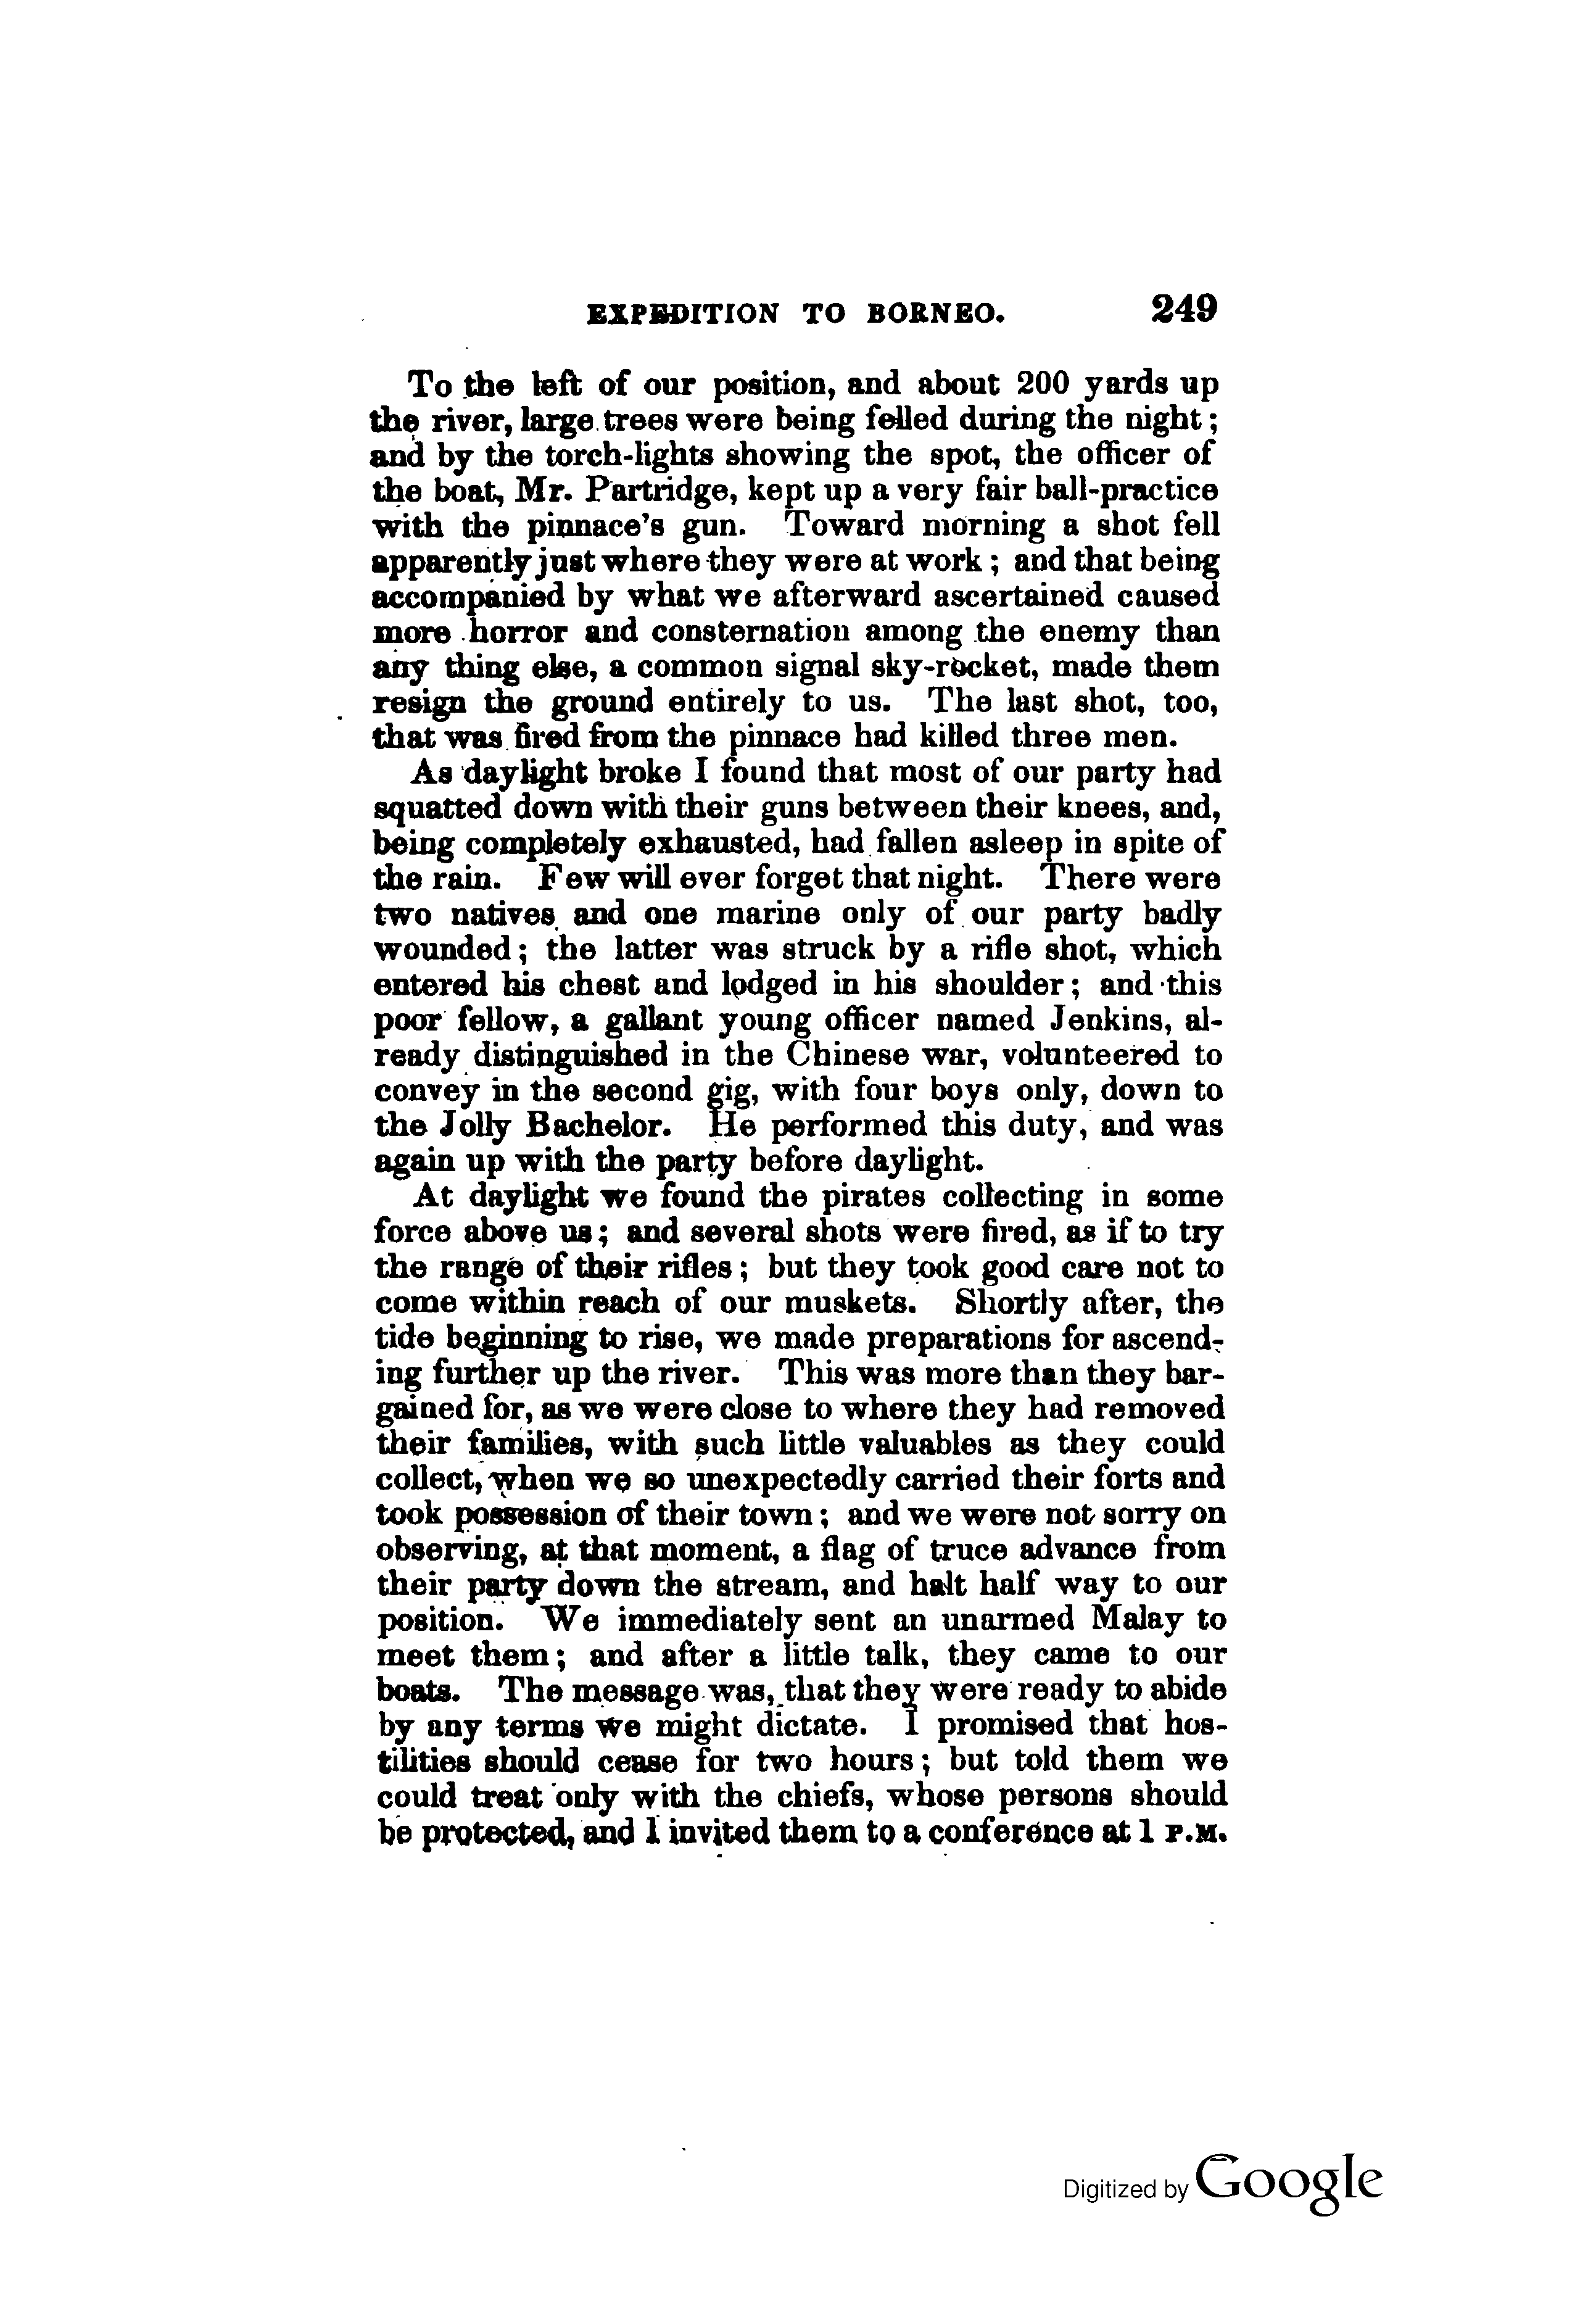 EXPEDITION TO BORNEO. 249
To the left of our position, and about 200 yards up
the river, large trees were being felled during the night;
and by the torch-lights showing the spot, the officer of
the boat, Mr. Partridge, kept up a very fair ball-practice
with the pinnace's gun. Toward morning a shot fell
apparently just where they were at work; and that being
accompanied by what we afterward ascertained caused
more horror and consternation among the enemy than
any thing else, a common signal sky-rocket, made them
resign the ground entirely to us. The last shot, too,
that was fired from the pinnace had killed three men.
As daylight broke I found that most of our party had
squatted down with their guns between their knees, and,
being completely exhausted, had fallen asleep in spite of
the rain. Few will ever forget that night. There were
two natives and one marine only of our party badly
wounded; the latter was struck by a rifle shot, which
entered his chest and lodged in his shoulder; and this
poor fellow, a gallant young officer named Jenkins, al-
ready distinguished in the Chinese war, volunteered to
convey in the second gig, with four boys only, down to
the Jolly Bachelor. He performed this duty, and was
again up with the party before daylight.
At daylight we found the pirates collecting in some
force above us; and several shots were fired, as if to try
the range of their rifles; but they took good care not to
come within reach of our muskets. Shortly after, the
tide beginning to rise, we made preparations for ascend-
ing further up the river. This was more than they bar-
gained for, as we were close to where they had removed
their families, with such little valuables as they could
collect, when we so unexpectedly carried their forts and
took possession of their town; and we were not sorry on
observing, at that moment, a flag of truce advance from
their party down the stream, and halt half way to our
position. We immediately sent an unarmed Malay to
meet them; and after a little talk, they came to our
boats. The message was, that they were ready to abide
by any terms we might dictate. I promised that hos-
tilities should cease for two hours; but told them we
could treat only with the chiefs, whose persons should
be protected, and I invited them to a conference at 1 P.M.
Digitized by Google